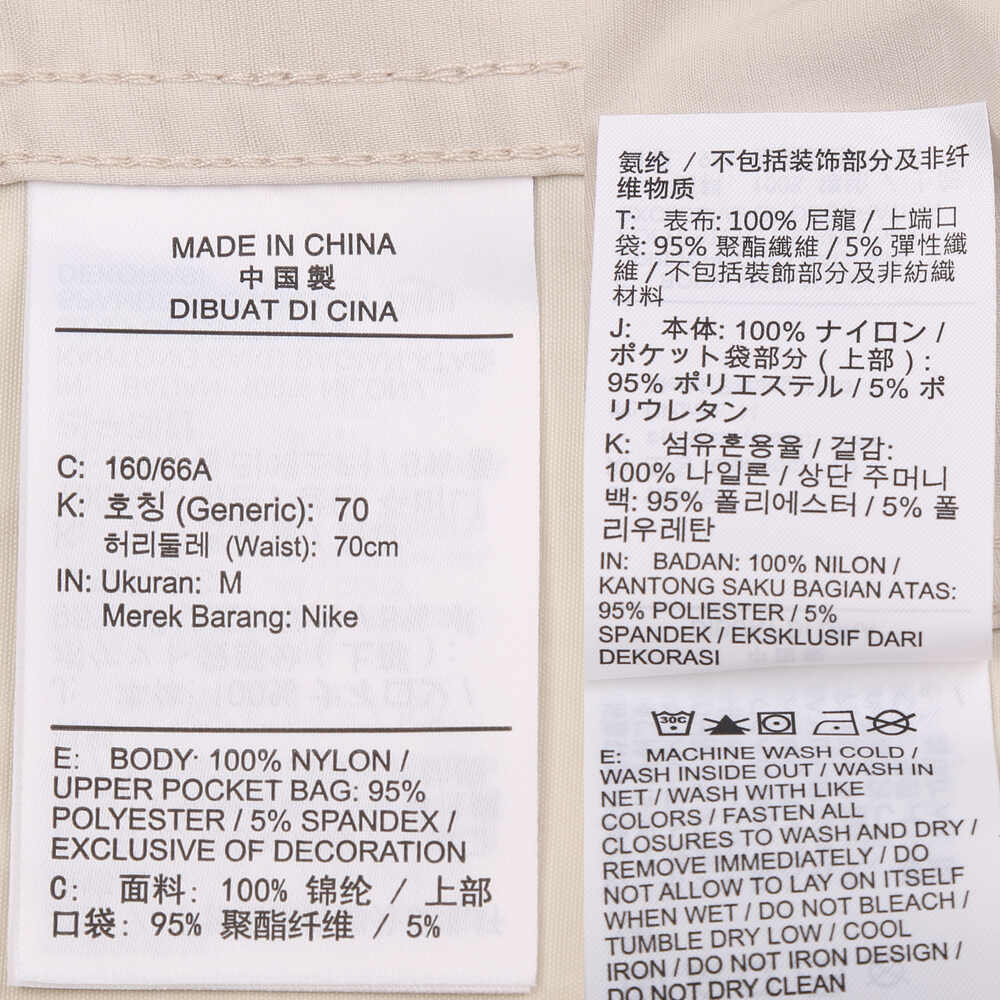 MADE IN CHINA
中国製
DIBUAT DI CINA
C: 160/66A
K: 호칭 (Generic): 70
허리둘레 (Waist): 70cm
IN: Ukuran: M
Merek Barang: Nike
E: BODY: 100% NYLON /
UPPER POCKET BAG: 95%
POLYESTER / 5% SPANDEX /
EXCLUSIVE OF DECORATION
C: 面料: 100% 锦纶 / 上部
口袋: 95% 聚酯纤维 / 5%
氨纶 / 不包括装饰部分及非纤
维物质
T: 表布: 100% 尼龍 / 上端口
袋: 95% 聚酯纖維 / 5% 彈性纖
維 / 不包括裝飾部分及非紡織
材料
J: 本体: 100% ナイロン /
ポケット袋部分 ( 上部 ) :
95% ポリエステル / 5% ポ
リウレタン
K: 섬유혼용율 / 겉감:
100% 나일론 / 상단 주머니
백: 95% 폴리에스터 / 5% 폴
리우레탄
IN: BADAN: 100% NILON /
KANTONG SAKU BAGIAN ATAS:
95% POLIESTER / 5%
SPANDEK / EKSKLUSIF DARI
DEKORASI
30C
E: MACHINE WASH COLD /
WASH INSIDE OUT / WASH IN
NET / WASH WITH LIKE
COLORS / FASTEN ALL
CLOSURES TO WASH AND DRY /
REMOVE IMMEDIATELY / DO
NOT ALLOW TO LAY ON ITSELF
WHEN WET / DO NOT BLEACH /
TUMBLE DRY LOW / COOL
IRON / DO NOT IRON DESIGN /
DO NOT DRY CLEAN